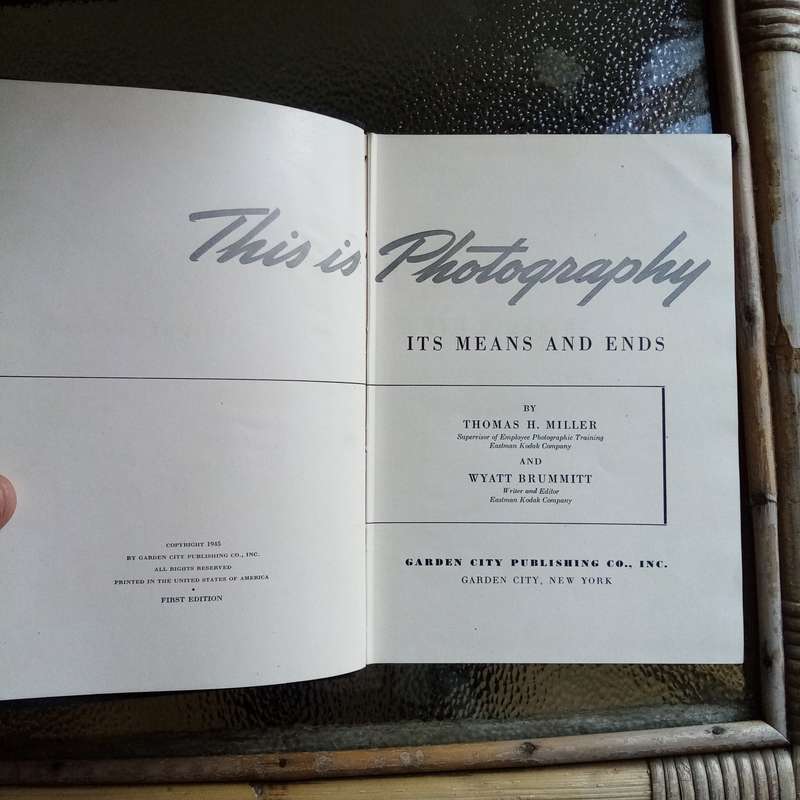 This is Photography
ITS MEANS AND ENDS
BY
THOMAS H. MILLER
Supervisor of Employee Photographic Training
Eastman Kodak Company
AND
WYATT BRUMMITT
Writer and Editor
Eastman Kodak Company
GARDEN CITY PUBLISHING CO., INC.
GARDEN CITY, NEW YORK
COPYRIGHT 1945
BY GARDEN CITY PUBLISHING CO., INC.
ALL RIGHTS RESERVED
PRINTED IN THE UNITED STATES OF AMERICA
•
FIRST EDITION